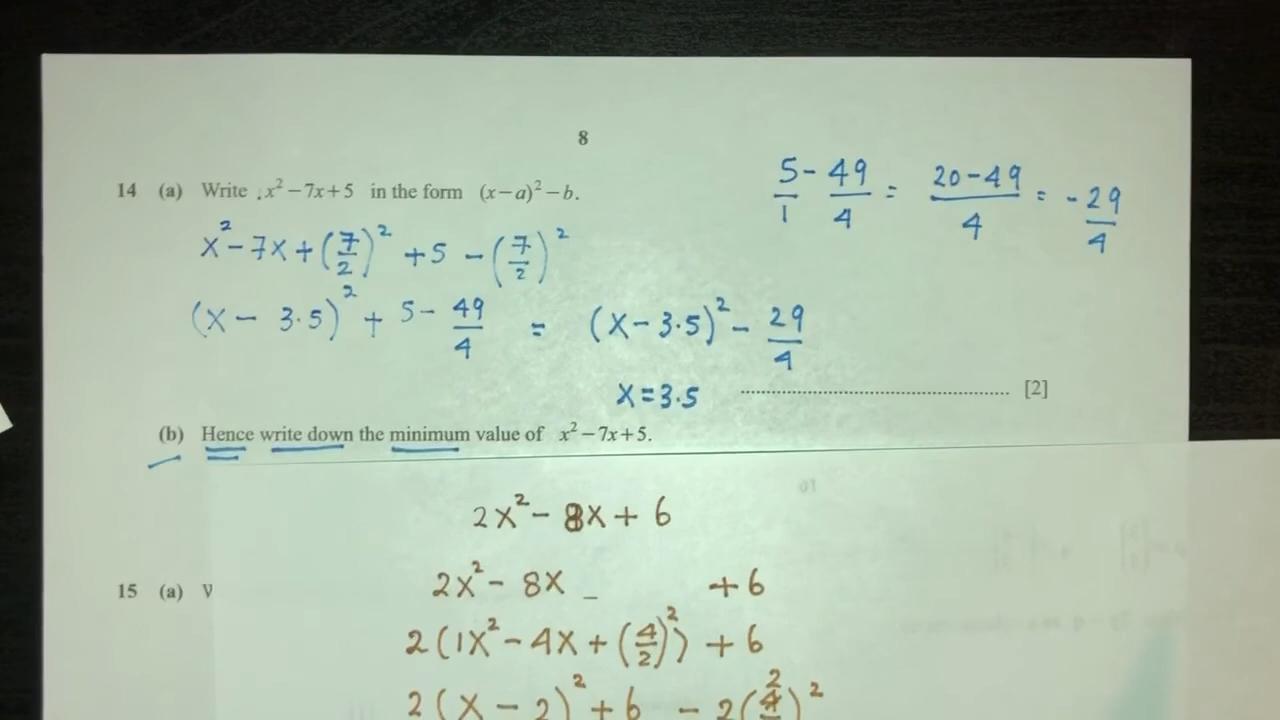 8
14 (a) Write x² − 7x + 5 in the form (x − a)² − b.
5/1 − 49/4 = (20 − 49)/4 = −29/4
x² − 7x + (7/2)² + 5 − (7/2)²
(x − 3.5)² + 5 − 49/4 = (x − 3.5)² − 29/4
x = 3.5 .................................................... [2]
(b) Hence write down the minimum value of x² − 7x + 5.
2x² − 8x + 6
2x² − 8x _ + 6
15 (a)
2(1x² − 4x + (4/2)²) + 6
2(x − 2)² + 6 − 2(